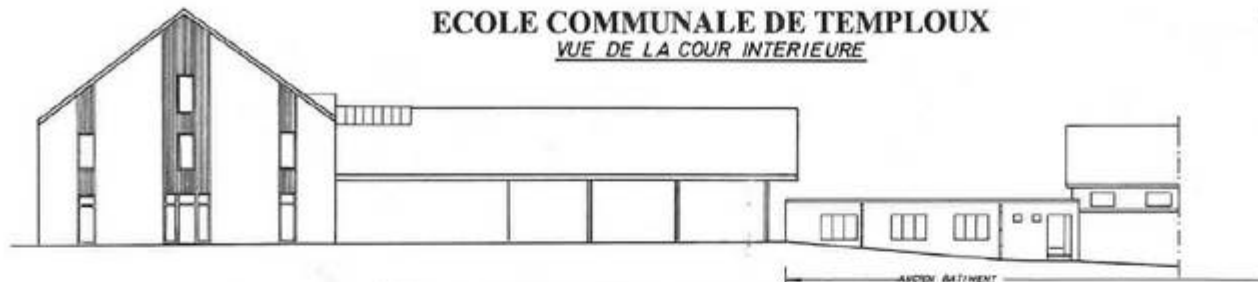 ECOLE COMMUNALE DE TEMPLOUX
VUE DE LA COUR INTERIEURE
ANCIEN BATIMENT